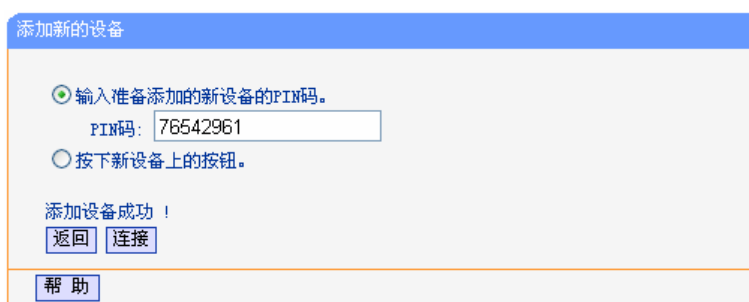 添加新的设备
输入准备添加的新设备的PIN码。
PIN码: 76542961
按下新设备上的按钮。
添加设备成功 !
返回 连接
帮 助